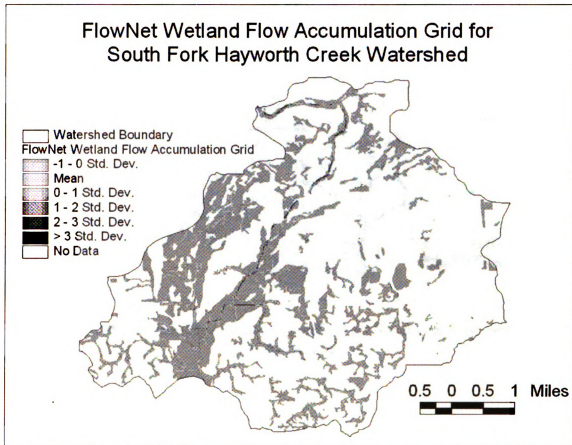 FlowNet Wetland Flow Accumulation Grid for
South Fork Hayworth Creek Watershed
Watershed Boundary
FlowNet Wetland Flow Accumulation Grid
-1 - 0 Std. Dev.
Mean
0 - 1 Std. Dev.
1 - 2 Std. Dev.
2 - 3 Std. Dev.
> 3 Std. Dev.
No Data
0.5 0 0.5 1 Miles